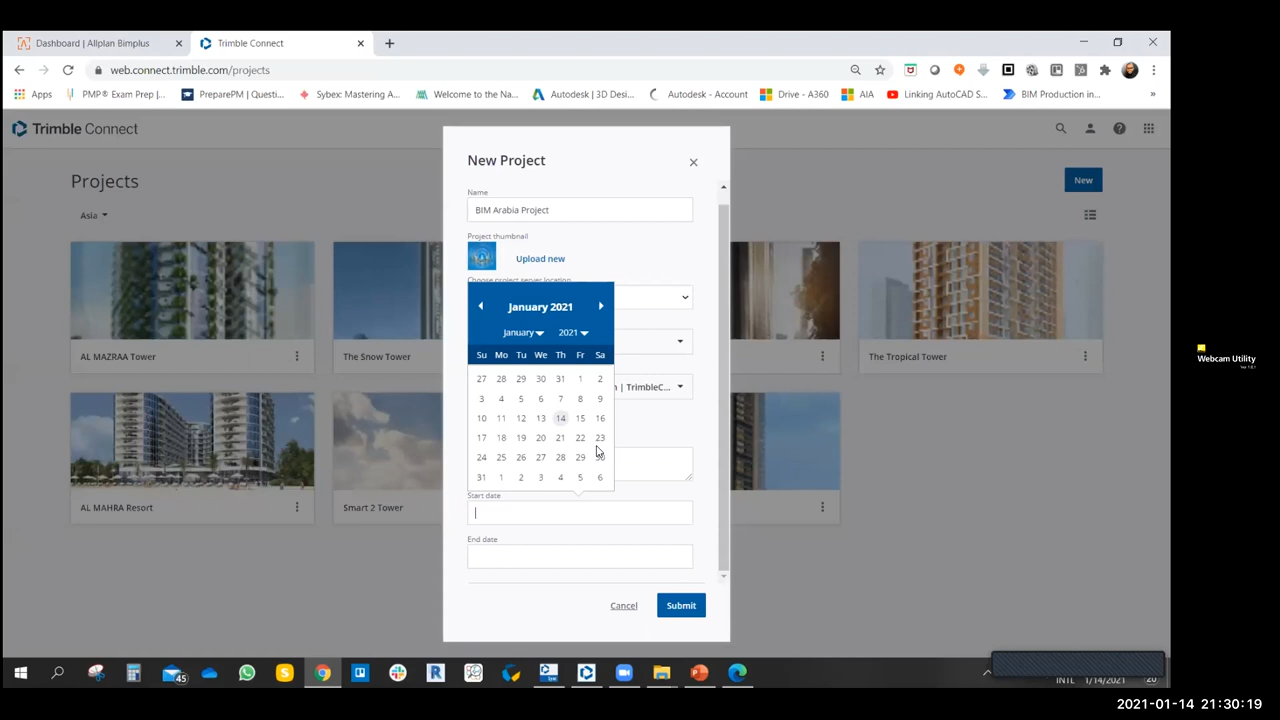 Dashboard | Allplan Bimplus
Trimble Connect
web.connect.trimble.com/projects
Apps
PMP® Exam Prep |...
PreparePM | Questi...
Sybex: Mastering A...
Welcome to the Na...
Autodesk | 3D Desi...
Autodesk - Account
Drive - A360
AIA
Linking AutoCAD S...
BIM Production in...
»
Trimble Connect
Projects
New
Asia
AL MAZRAA Tower
The Snow Tower
The Tropical Tower
AL MAHRA Resort
Smart 2 Tower
New Project
Name
BIM Arabia Project
Project thumbnail
Upload new
Choose project server location
| TrimbleC...
January 2021
January 2021
Su Mo Tu We Th Fr Sa
27 28 29 30 31 1 2
3 4 5 6 7 8 9
10 11 12 13 14 15 16
17 18 19 20 21 22 23
24 25 26 27 28 29 30
31 1 2 3 4 5 6
Start date
End date
Cancel
Submit
Webcam Utility
45
INTL 1/14/2021 20
2021-01-14 21:30:19